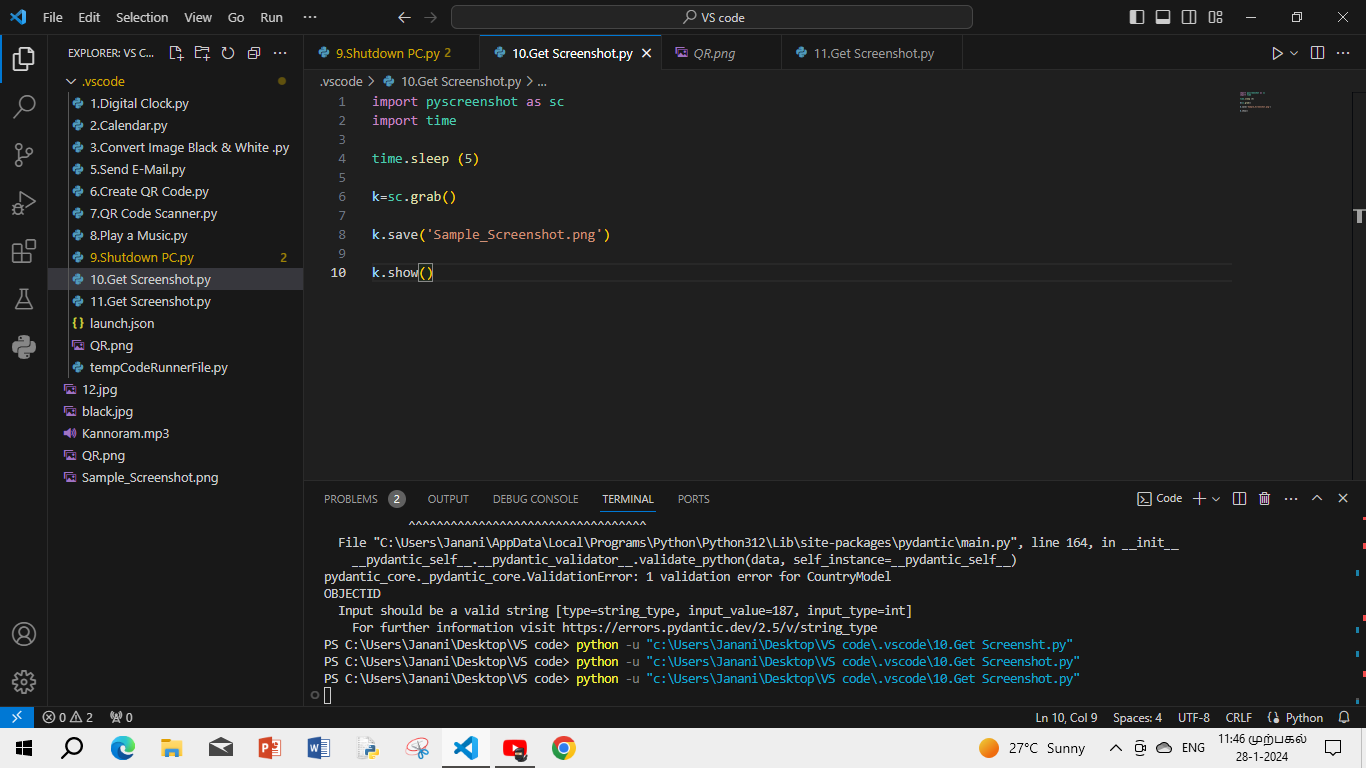 File Edit Selection View Go Run ··· VS code
EXPLORER: VS C...
.vscode
1.Digital Clock.py
2.Calendar.py
3.Convert Image Black & White .py
5.Send E-Mail.py
6.Create QR Code.py
7.QR Code Scanner.py
8.Play a Music.py
9.Shutdown PC.py 2
10.Get Screenshot.py
11.Get Screenshot.py
launch.json
QR.png
tempCodeRunnerFile.py
12.jpg
black.jpg
Kannoram.mp3
QR.png
Sample_Screenshot.png
9.Shutdown PC.py 2 10.Get Screenshot.py QR.png 11.Get Screenshot.py
.vscode > 10.Get Screenshot.py > ...
1 import pyscreenshot as sc
2 import time
3
4 time.sleep (5)
5
6 k=sc.grab()
7
8 k.save('Sample_Screenshot.png')
9
10 k.show()
PROBLEMS 2 OUTPUT DEBUG CONSOLE TERMINAL PORTS Code
^^^^^^^^^^^^^^^^^^^^^^^^^^^^^^^^^^
File "C:\Users\Janani\AppData\Local\Programs\Python\Python312\Lib\site-packages\pydantic\main.py", line 164, in __init__
__pydantic_self__.__pydantic_validator__.validate_python(data, self_instance=__pydantic_self__)
pydantic_core._pydantic_core.ValidationError: 1 validation error for CountryModel
OBJECTID
Input should be a valid string [type=string_type, input_value=187, input_type=int]
For further information visit https://errors.pydantic.dev/2.5/v/string_type
PS C:\Users\Janani\Desktop\VS code> python -u "c:\Users\Janani\Desktop\VS code\.vscode\10.Get Screensht.py"
PS C:\Users\Janani\Desktop\VS code> python -u "c:\Users\Janani\Desktop\VS code\.vscode\10.Get Screenshot.py"
PS C:\Users\Janani\Desktop\VS code> python -u "c:\Users\Janani\Desktop\VS code\.vscode\10.Get Screenshot.py"
0 2 0 Ln 10, Col 9 Spaces: 4 UTF-8 CRLF Python
27°C Sunny ENG 11:46 முற்பகல்
28-1-2024